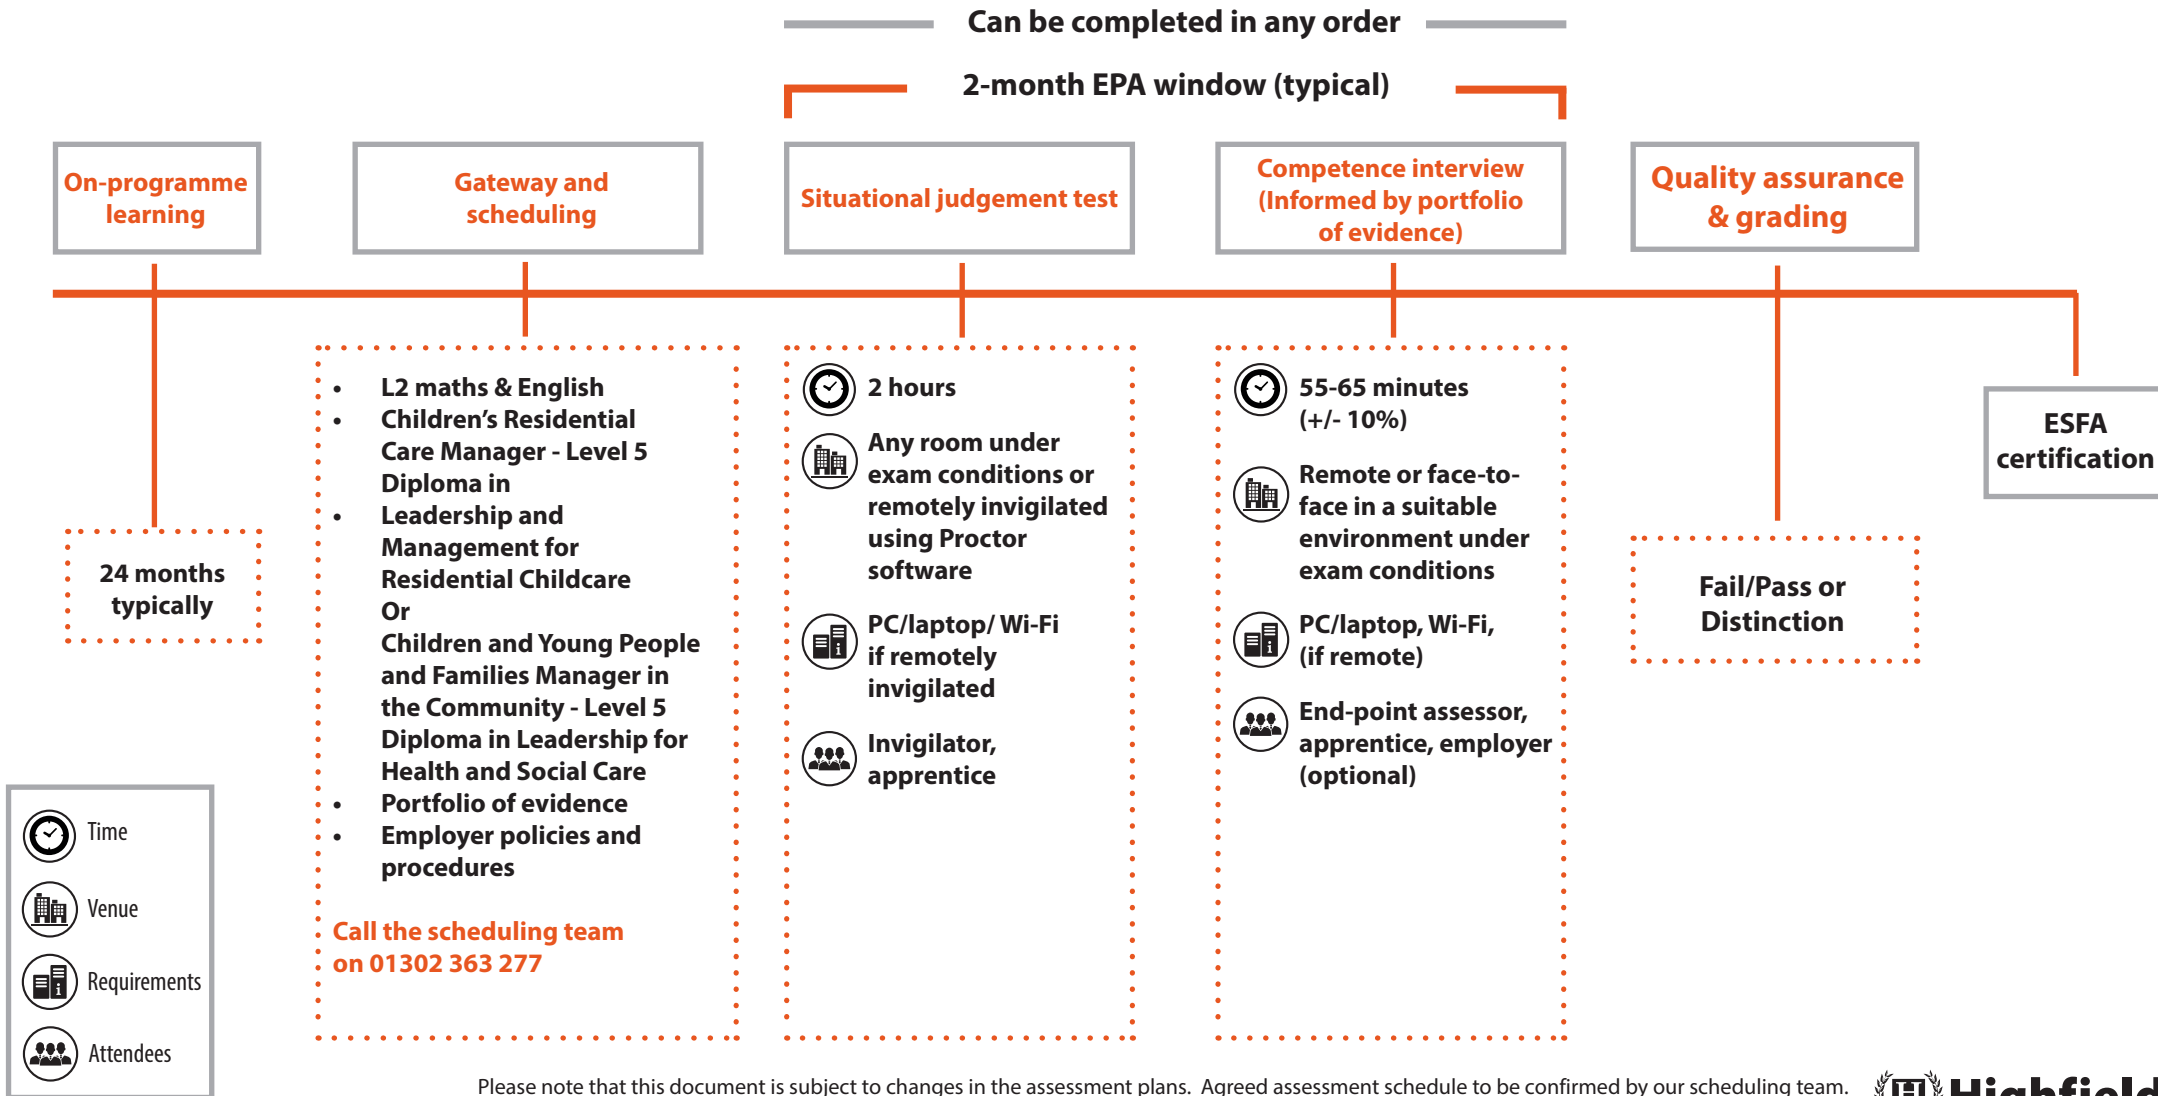 Can be completed in any order
2-month EPA window (typical)
On-programme
learning
Gateway and
scheduling
Situational judgement test
Competence interview
(Informed by portfolio
of evidence)
Quality assurance
& grading
24 months
typically
• L2 maths & English
• Children’s Residential
Care Manager - Level 5
Diploma in
• Leadership and
Management for
Residential Childcare
Or
Children and Young People
and Families Manager in
the Community - Level 5
Diploma in Leadership for
Health and Social Care
• Portfolio of evidence
• Employer policies and
procedures
Call the scheduling team
on 01302 363 277
2 hours
Any room under
exam conditions or
remotely invigilated
using Proctor
software
PC/laptop/ Wi-Fi
if remotely
invigilated
Invigilator,
apprentice
55-65 minutes
(+/- 10%)
Remote or face-to-
face in a suitable
environment under
exam conditions
PC/laptop, Wi-Fi,
(if remote)
End-point assessor,
apprentice, employer
(optional)
Fail/Pass or
Distinction
ESFA
certification
Time
Venue
Requirements
Attendees
Please note that this document is subject to changes in the assessment plans. Agreed assessment schedule to be confirmed by our scheduling team.
Highfield